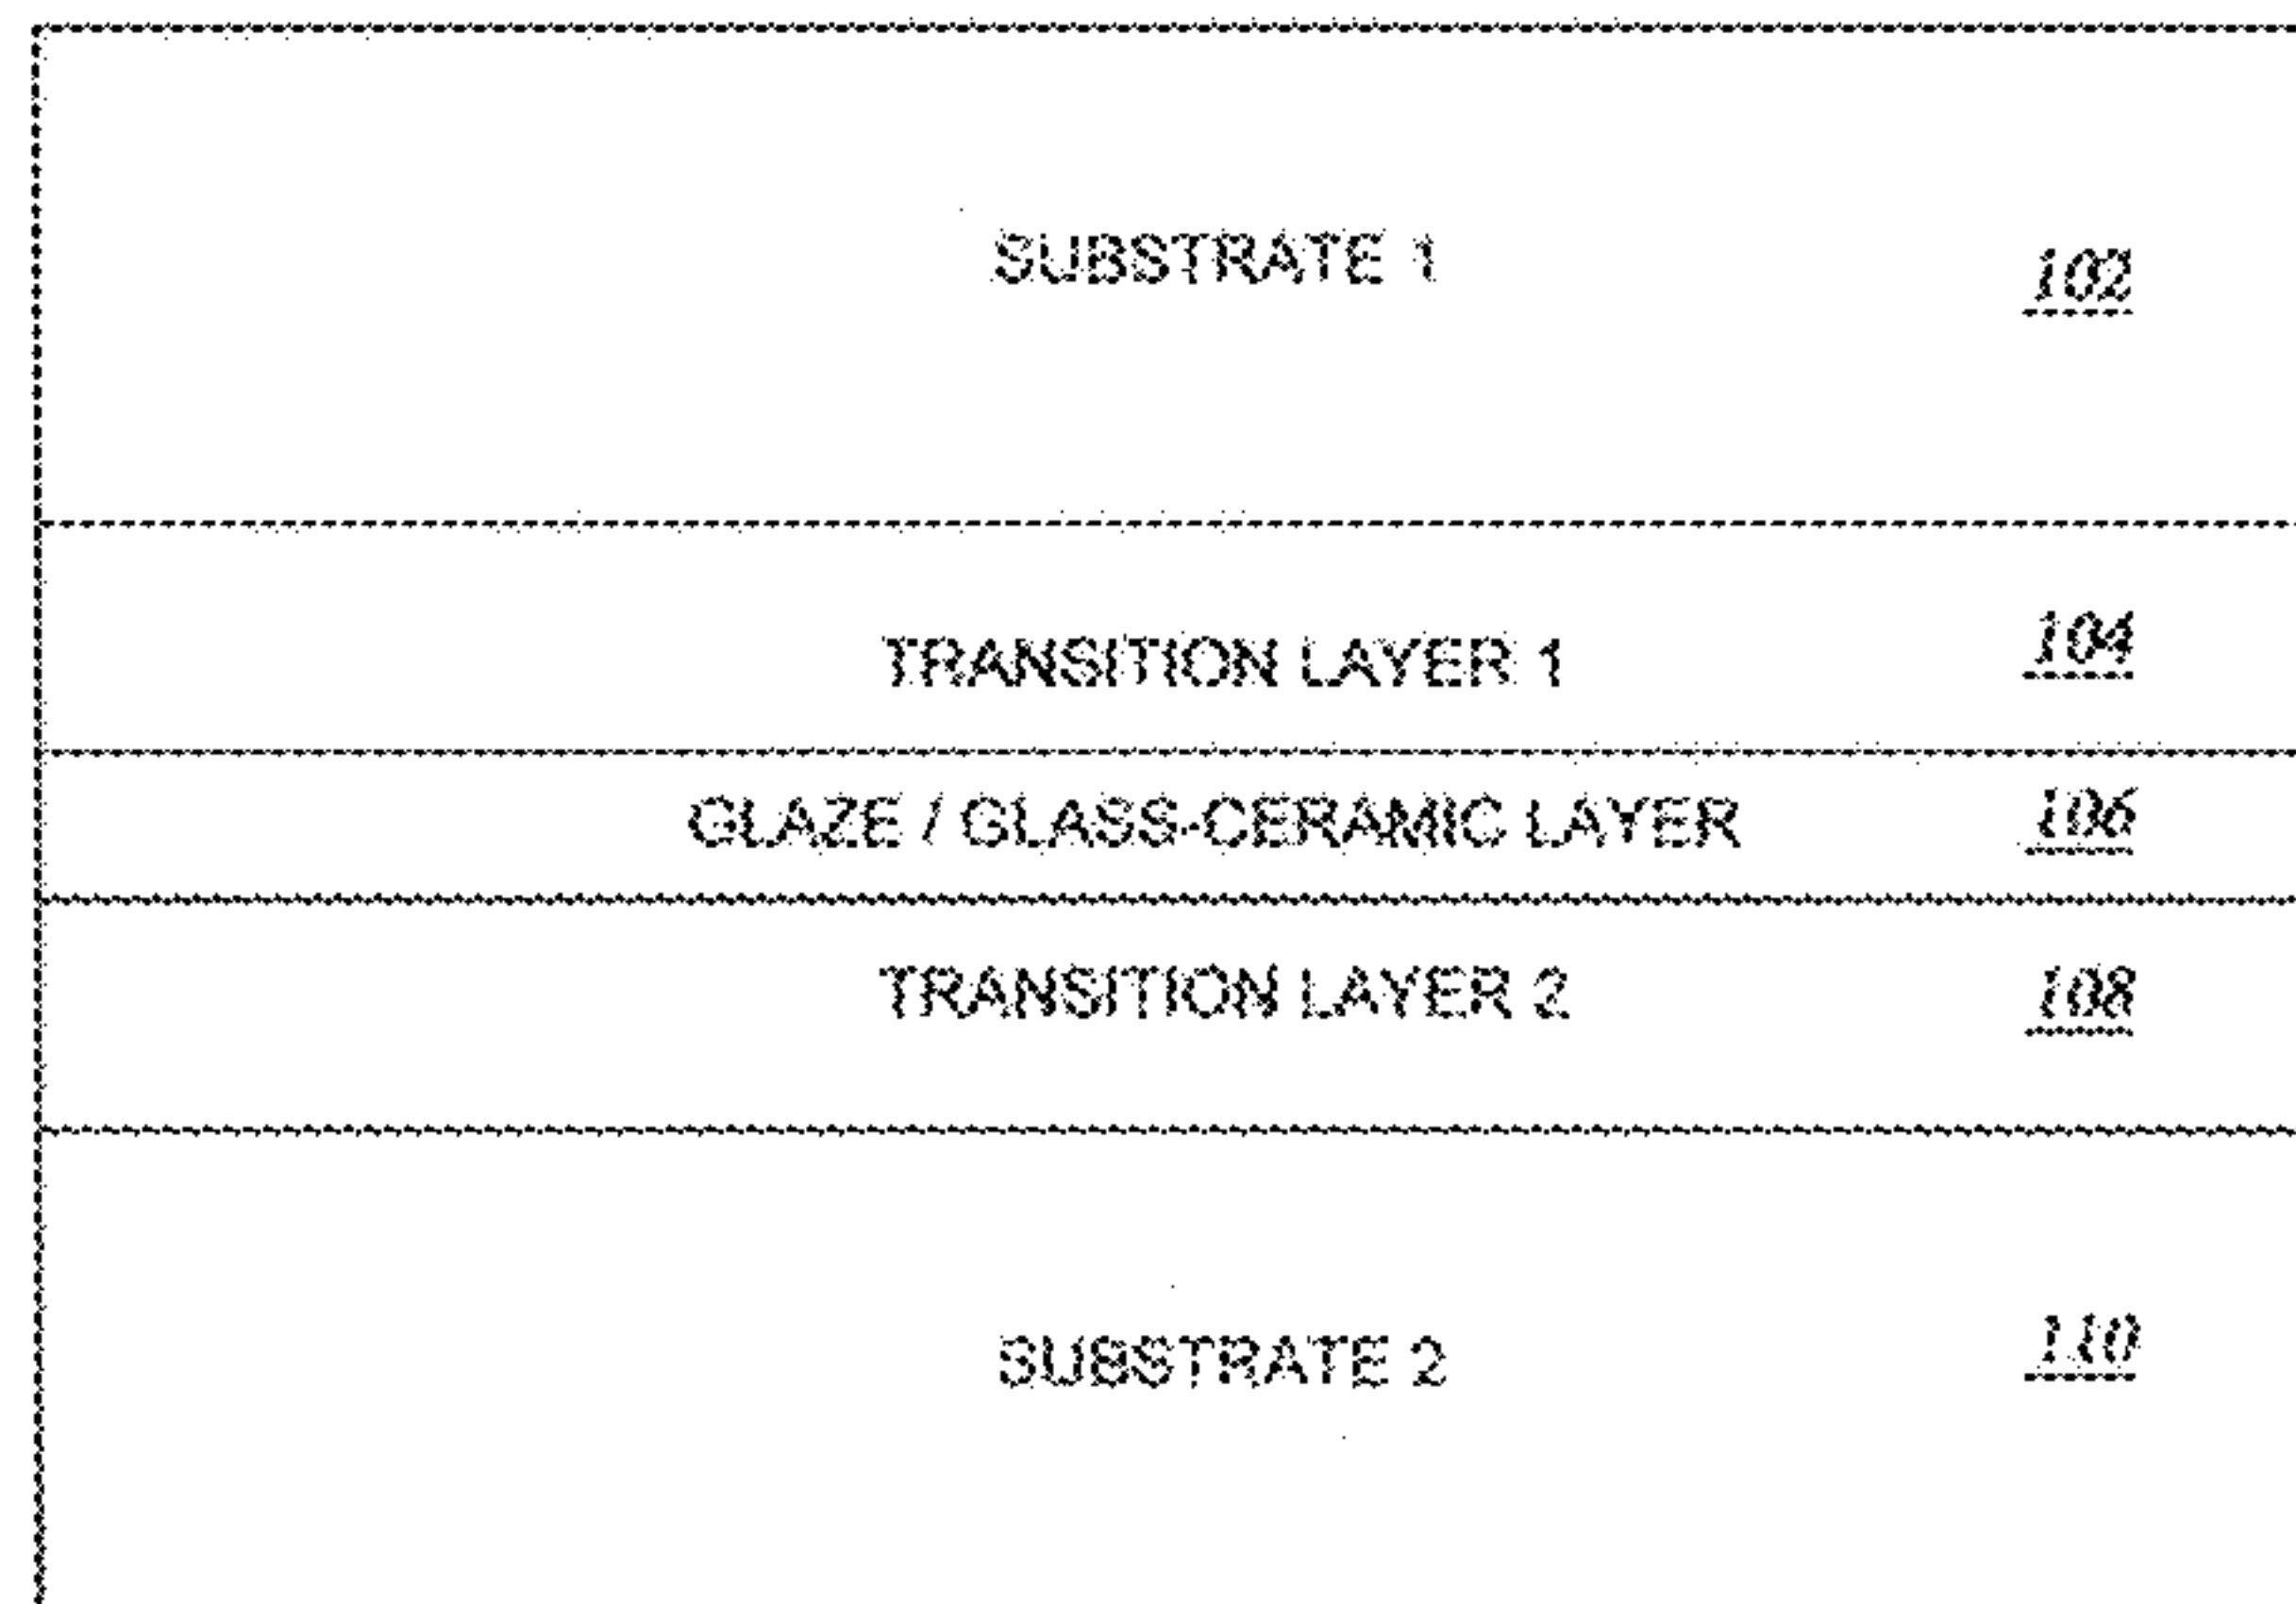 SUBSTRATE 1 102
TRANSITION LAYER 1 104
GLAZE / GLASS-CERAMIC LAYER 106
TRANSITION LAYER 2 108
SUBSTRATE 2 110